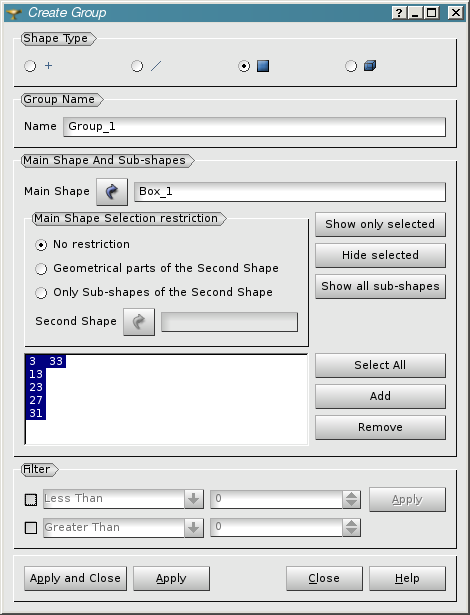 Create Group
?
Shape Type
Group Name
Name Group_1
Main Shape And Sub-shapes
Main Shape Box_1
Main Shape Selection restriction
No restriction
Geometrical parts of the Second Shape
Only Sub-shapes of the Second Shape
Second Shape
Show only selected
Hide selected
Show all sub-shapes
3 33
13
23
27
31
Select All
Add
Remove
Filter
Less Than 0 Apply
Greater Than 0
Apply and Close Apply Close Help